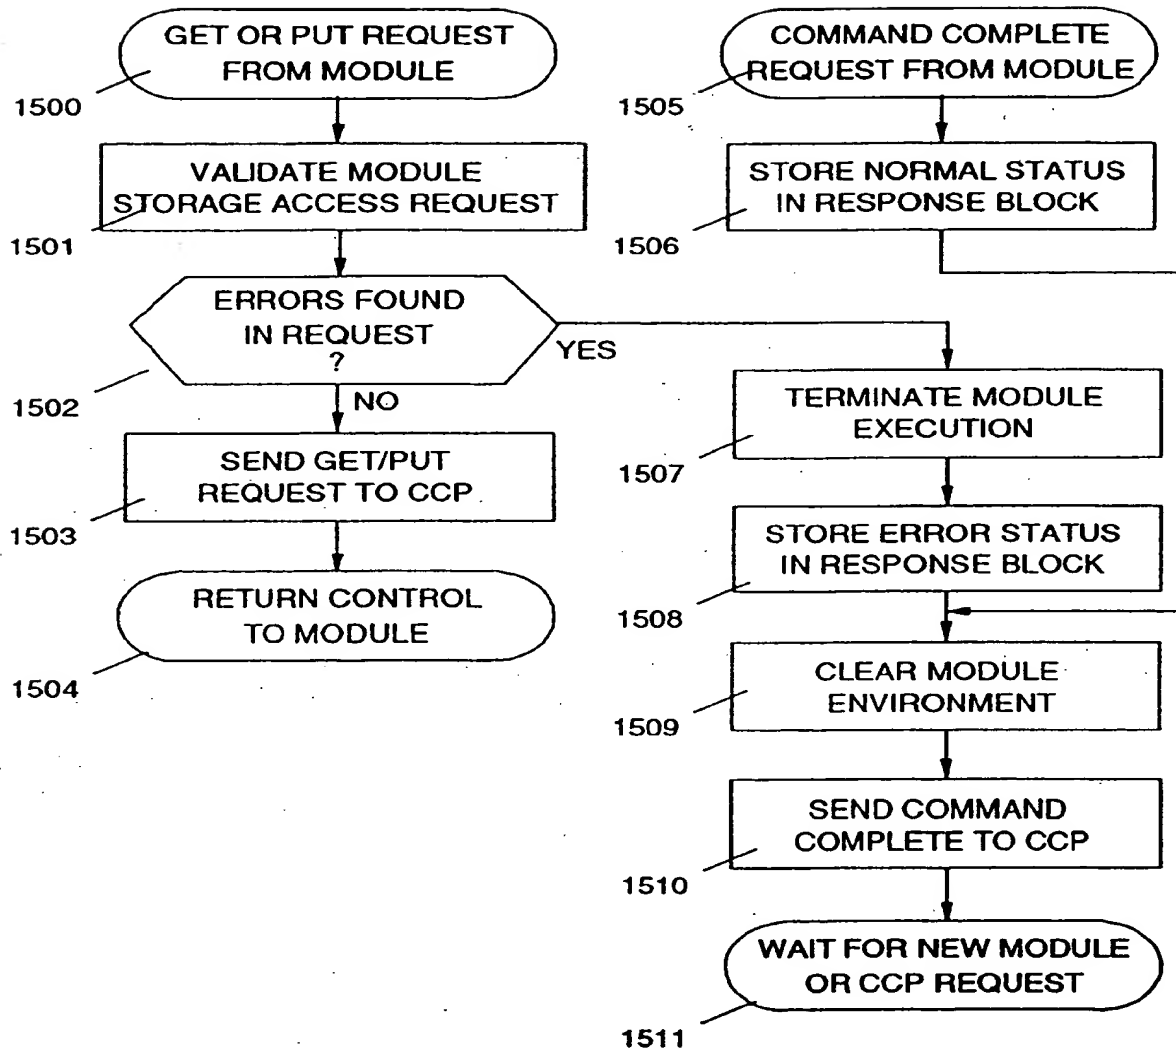 GET OR PUT REQUEST
FROM MODULE
1500
VALIDATE MODULE
STORAGE ACCESS REQUEST
1501
ERRORS FOUND
IN REQUEST
?
YES
1502
NO
SEND GET/PUT
REQUEST TO CCP
1503
RETURN CONTROL
TO MODULE
1504
COMMAND COMPLETE
REQUEST FROM MODULE
1505
STORE NORMAL STATUS
IN RESPONSE BLOCK
1506
TERMINATE MODULE
EXECUTION
1507
STORE ERROR STATUS
IN RESPONSE BLOCK
1508
CLEAR MODULE
ENVIRONMENT
1509
SEND COMMAND
COMPLETE TO CCP
1510
WAIT FOR NEW MODULE
OR CCP REQUEST
1511